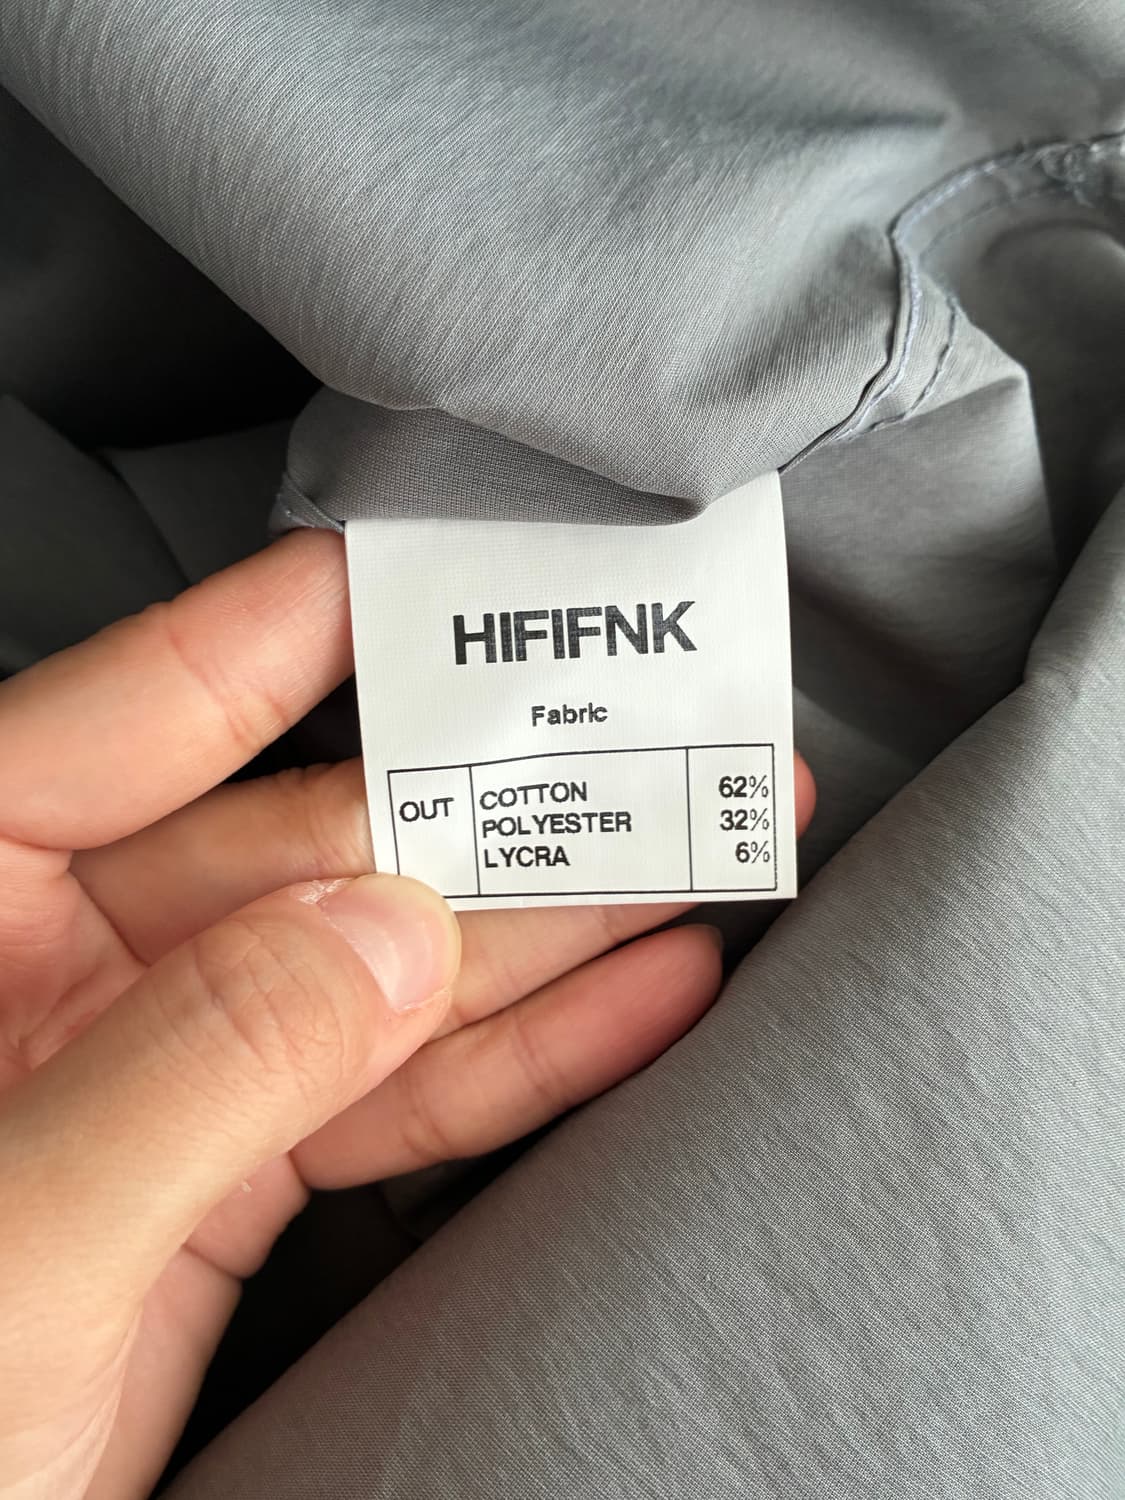 HIFIFNK
Fabric
OUT COTTON 62%
POLYESTER 32%
LYCRA 6%